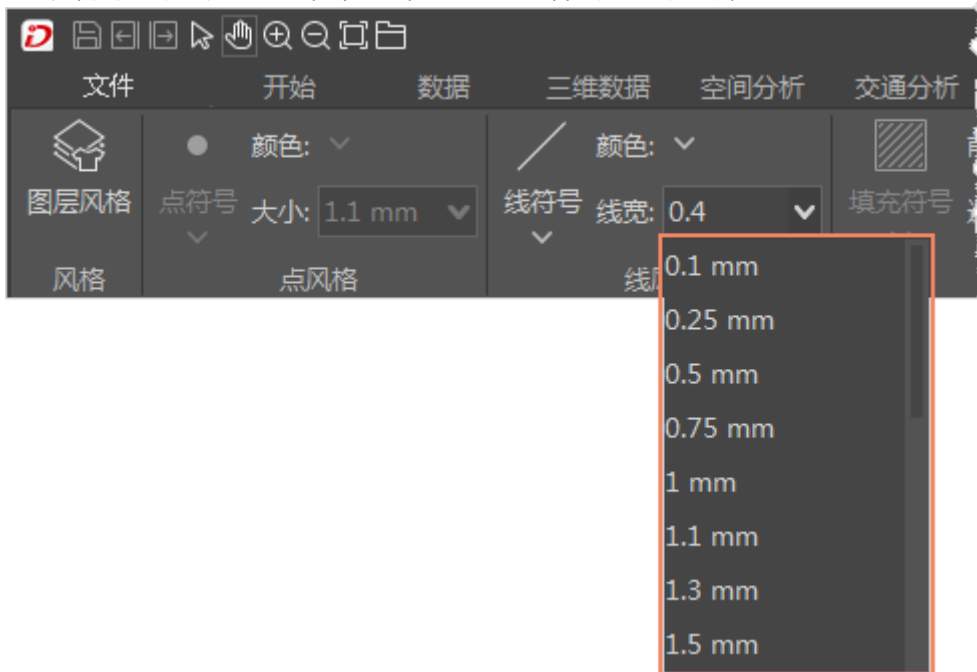 文件 开始 数据 三维数据 空间分析 交通分析
颜色: 颜色:
图层风格 点符号 大小: 1.1 mm 线符号 线宽: 0.4 填充符号
风格 点风格
0.1 mm
0.25 mm
0.5 mm
0.75 mm
1 mm
1.1 mm
1.3 mm
1.5 mm